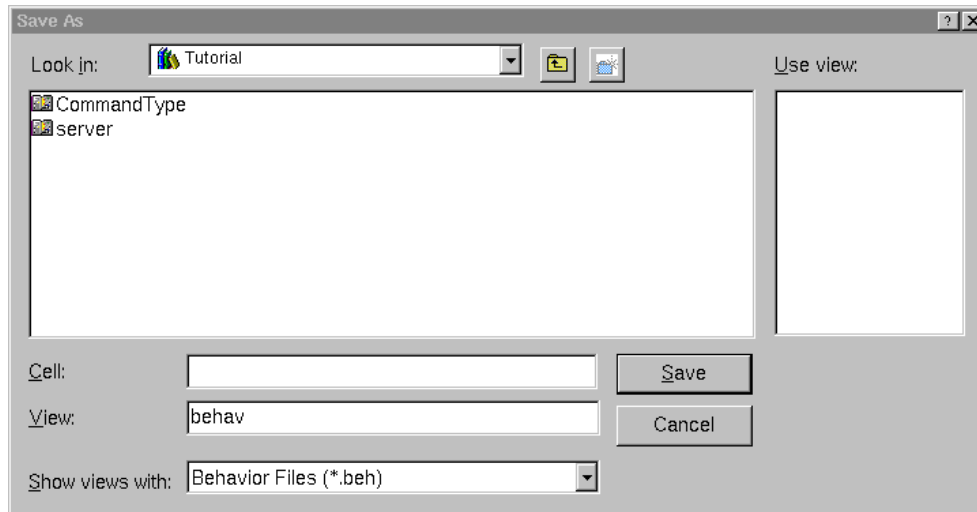 Save As
Look in: Tutorial
Use view:
CommandType
server
Cell:
Save
View: behav
Cancel
Show views with: Behavior Files (*.beh)